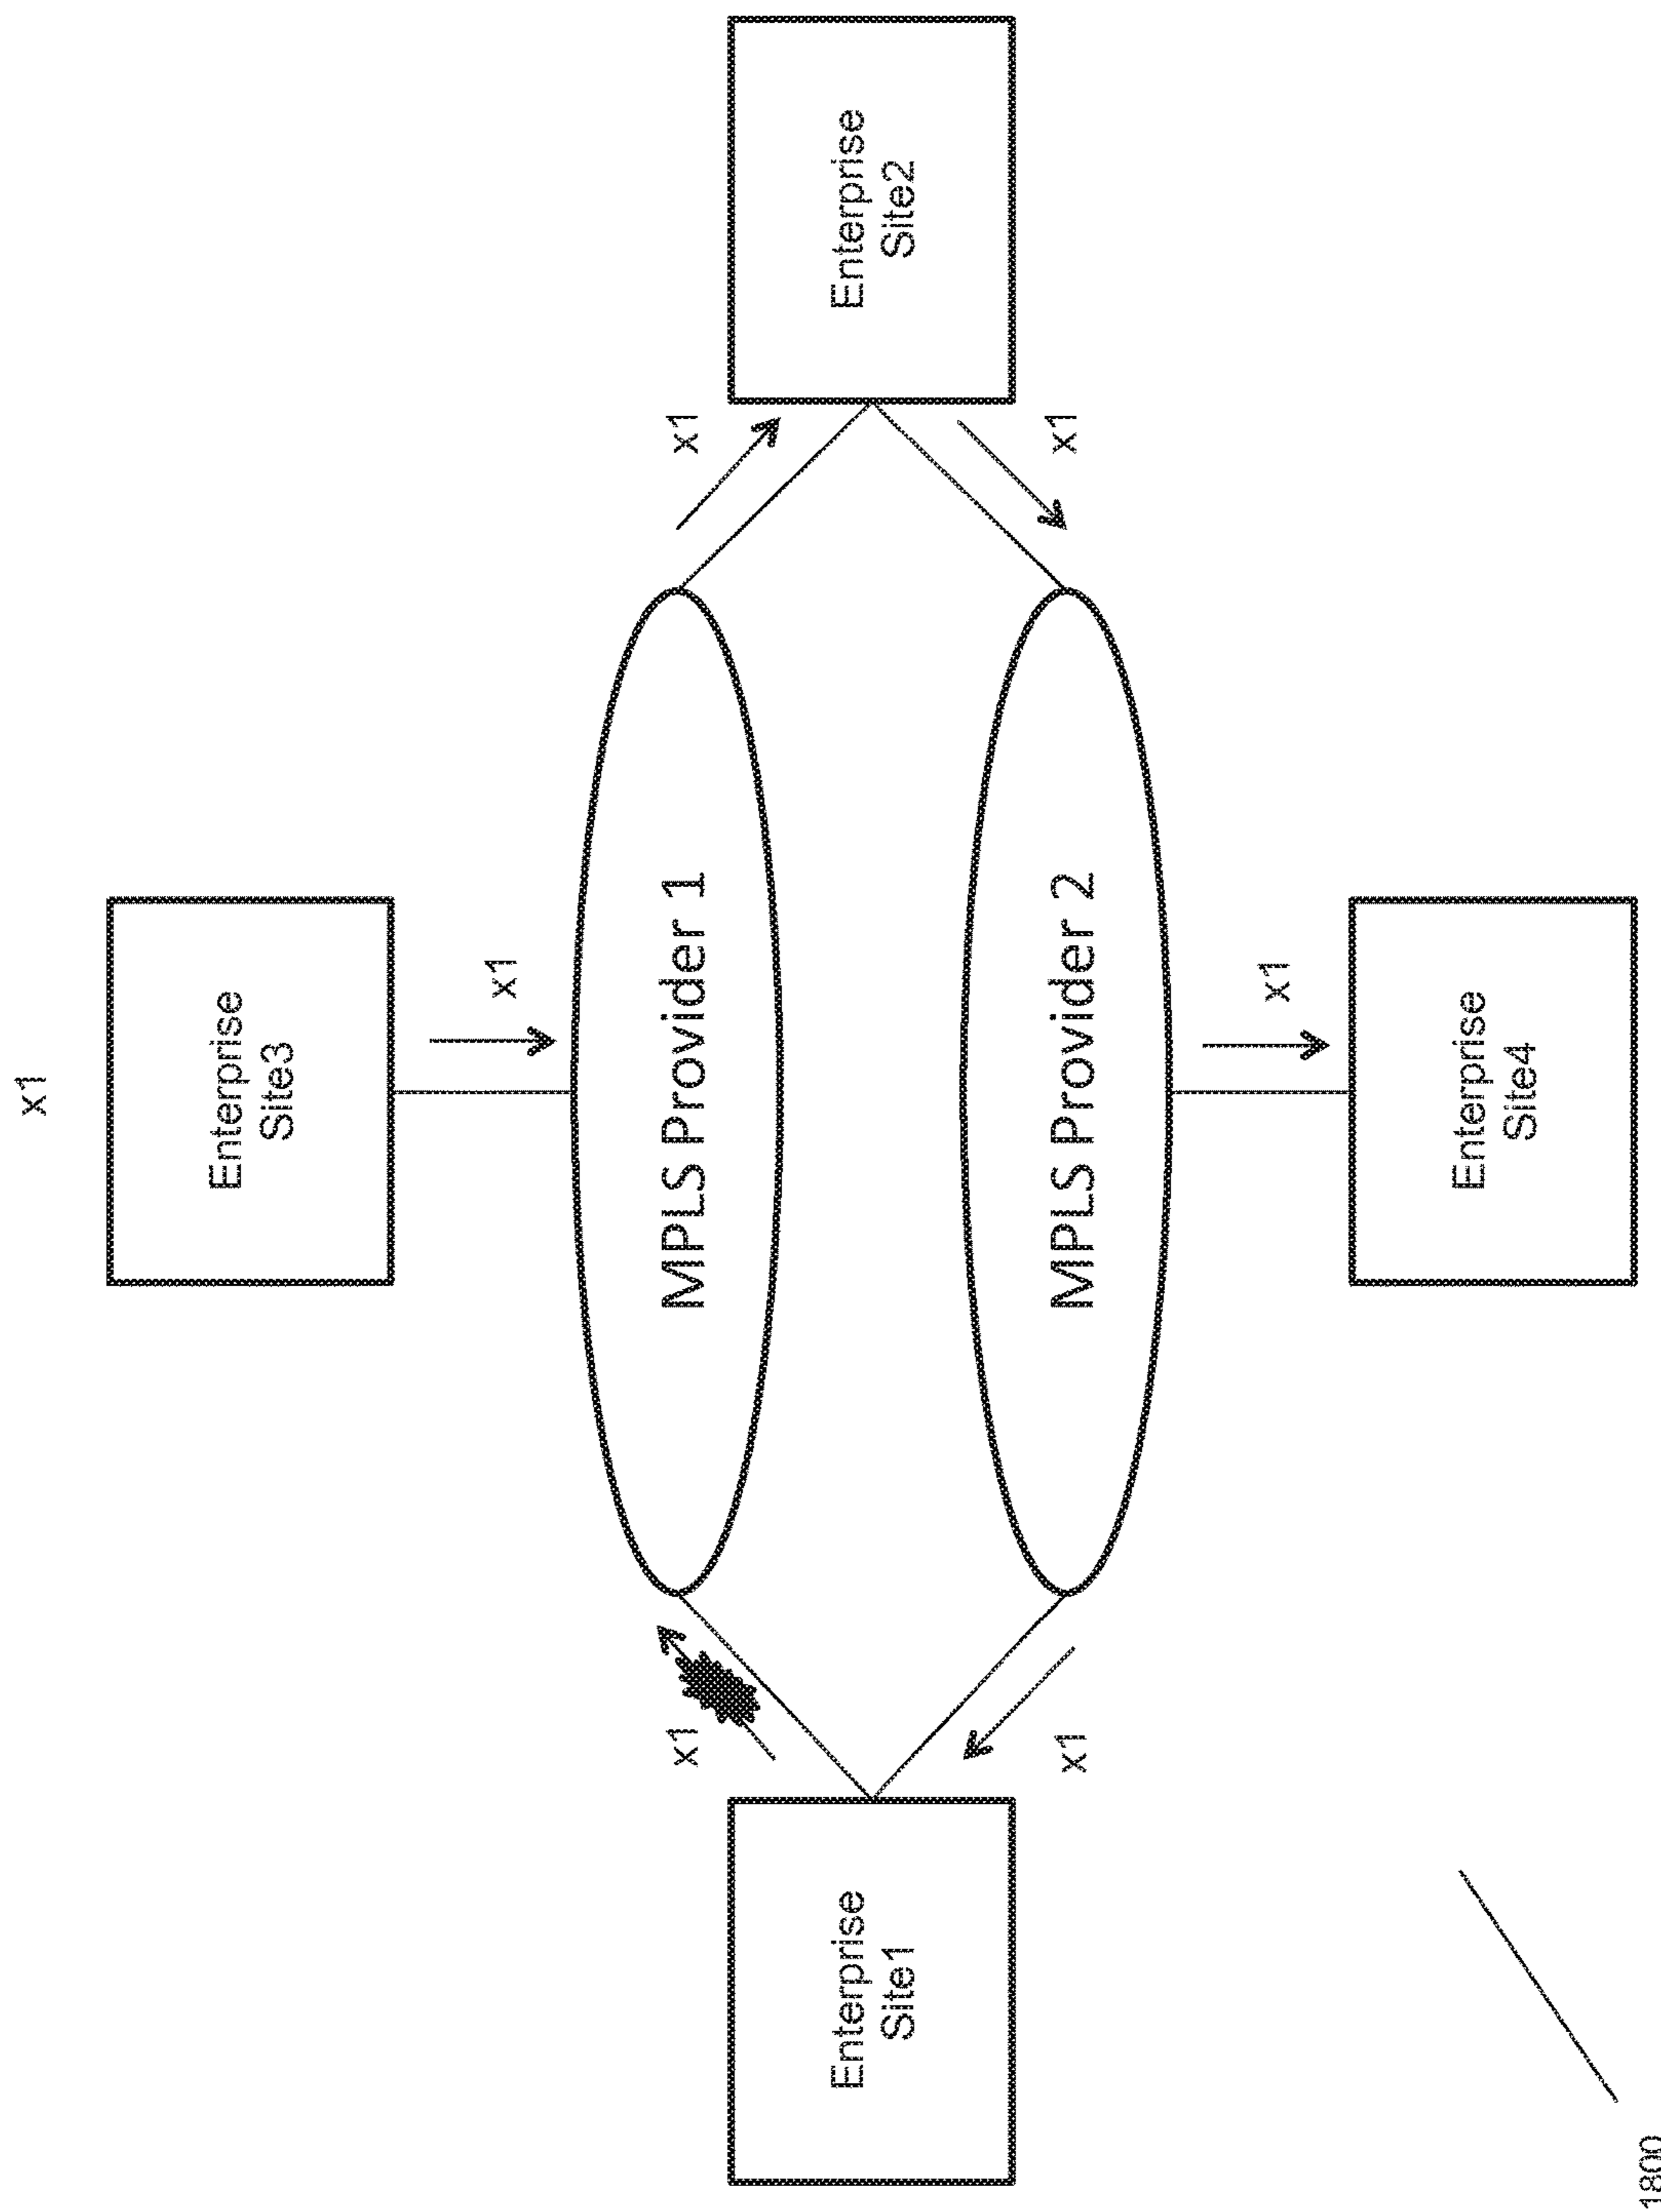 x1
Enterprise
Site3
x1
MPLS Provider 1
x1
x1
Enterprise
Site1
Enterprise
Site2
x1
x1
MPLS Provider 2
x1
Enterprise
Site4
1800